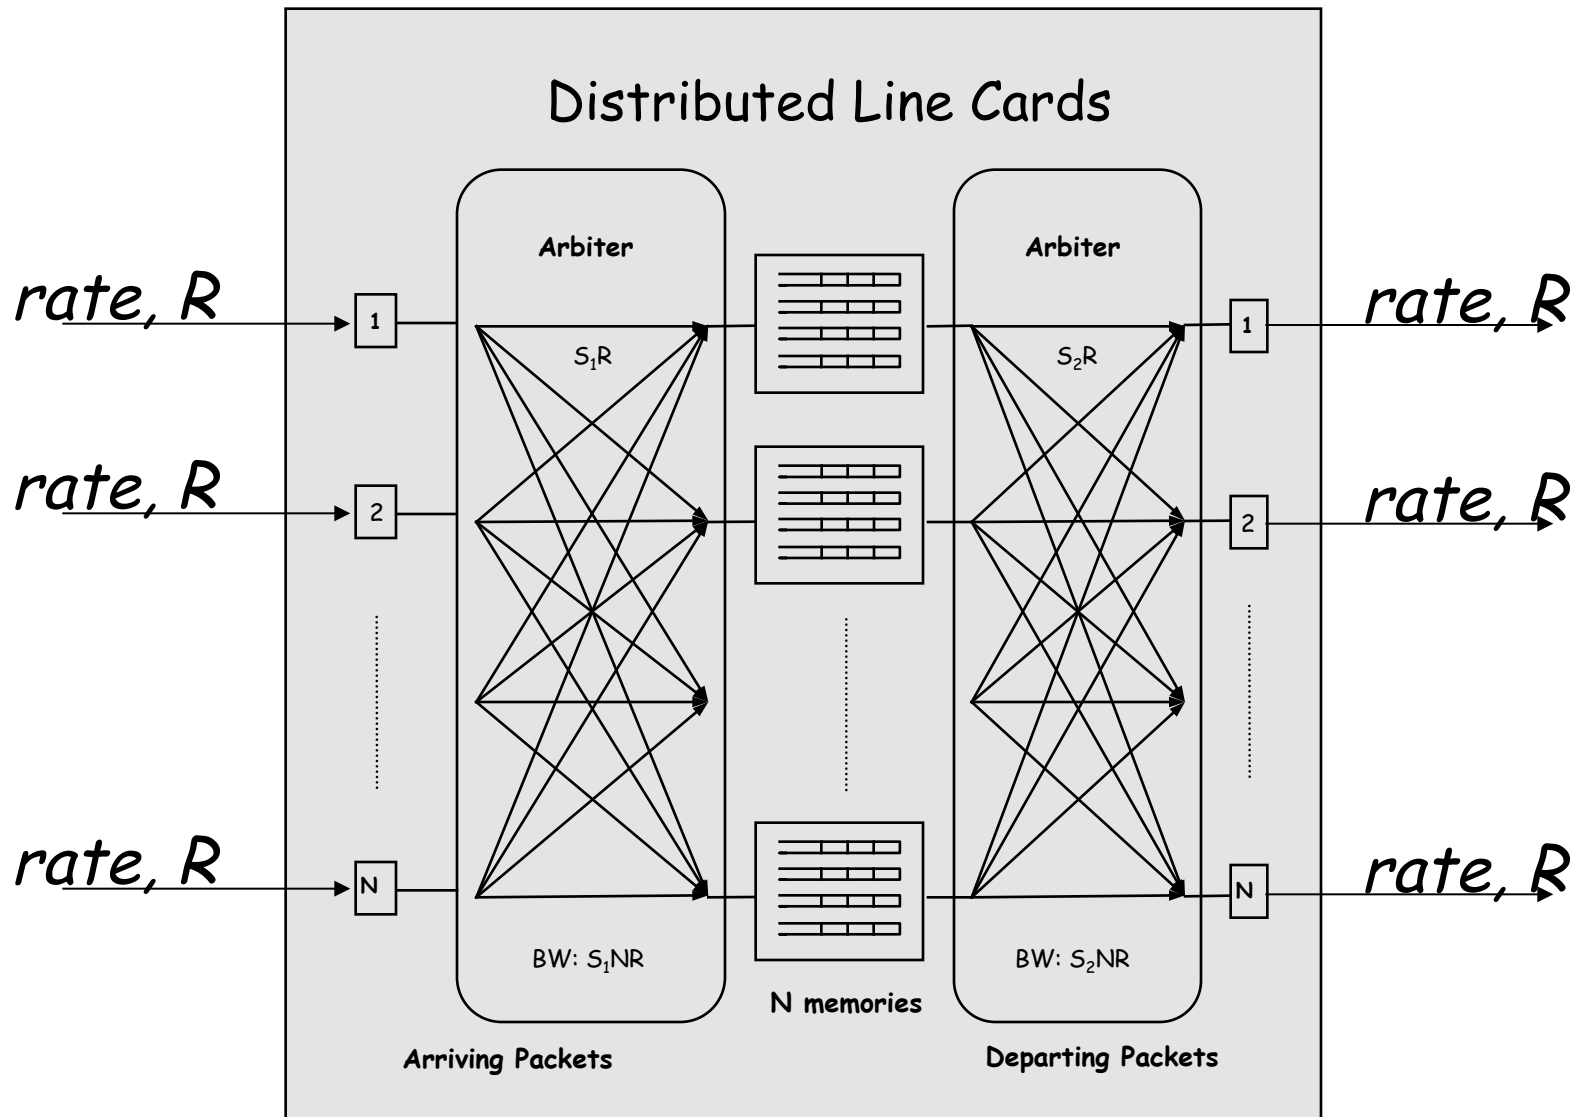 Distributed Line Cards
Arbiter
Arbiter
rate, R
1
S₁R
S₂R
1
rate, R
rate, R
2
2
rate, R
rate, R
N
N
rate, R
BW: S₁NR
BW: S₂NR
N memories
Arriving Packets
Departing Packets